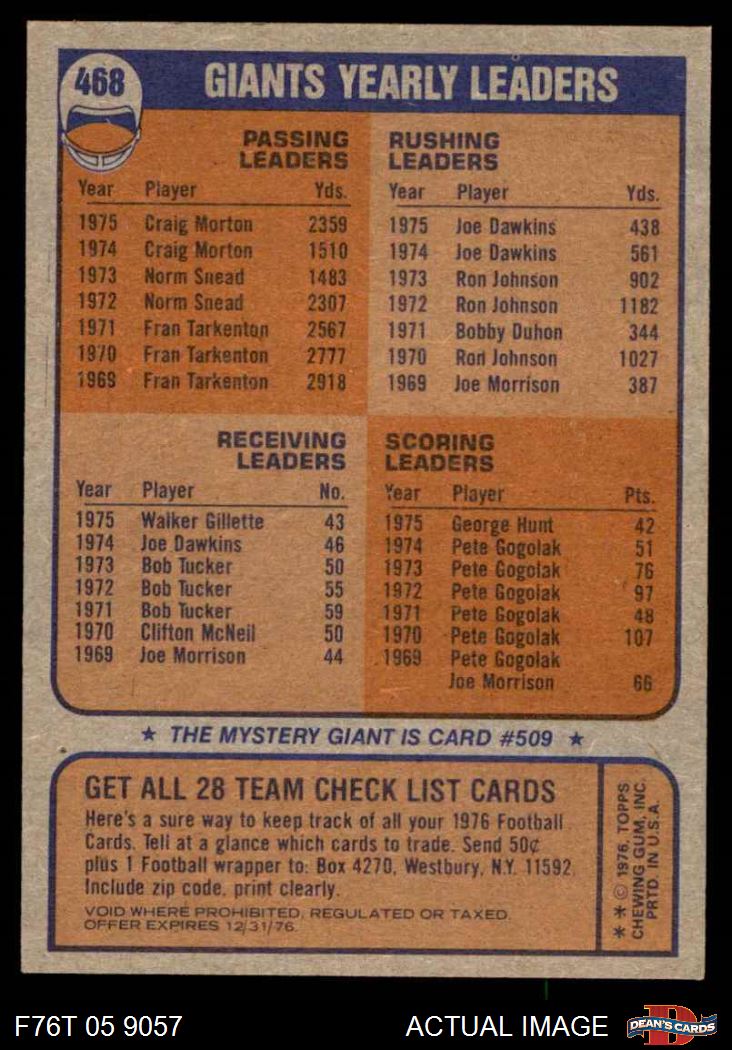 468
GIANTS YEARLY LEADERS
PASSING
LEADERS
Year Player Yds.
1975 Craig Morton 2359
1974 Craig Morton 1510
1973 Norm Snead 1483
1972 Norm Snead 2307
1971 Fran Tarkenton 2567
1970 Fran Tarkenton 2777
1969 Fran Tarkenton 2918
RUSHING
LEADERS
Year Player Yds.
1975 Joe Dawkins 438
1974 Joe Dawkins 561
1973 Ron Johnson 902
1972 Ron Johnson 1182
1971 Bobby Duhon 344
1970 Ron Johnson 1027
1969 Joe Morrison 387
RECEIVING
LEADERS
Year Player No.
1975 Walker Gillette 43
1974 Joe Dawkins 46
1973 Bob Tucker 50
1972 Bob Tucker 55
1971 Bob Tucker 59
1970 Clifton McNeil 50
1969 Joe Morrison 44
SCORING
LEADERS
Year Player Pts.
1975 George Hunt 42
1974 Pete Gogolak 51
1973 Pete Gogolak 76
1972 Pete Gogolak 97
1971 Pete Gogolak 48
1970 Pete Gogolak 107
1969 Pete Gogolak
Joe Morrison 66
★ THE MYSTERY GIANT IS CARD #509 ★
GET ALL 28 TEAM CHECK LIST CARDS
Here's a sure way to keep track of all your 1976 Football
Cards. Tell at a glance which cards to trade. Send 50¢
plus 1 Football wrapper to: Box 4270, Westbury, N.Y. 11592.
Include zip code, print clearly.
VOID WHERE PROHIBITED, REGULATED OR TAXED.
OFFER EXPIRES 12/31/76.
** © 1976, TOPPS
CHEWING GUM, INC.
PRTD. IN U.S.A.
F76T 05 9057
ACTUAL IMAGE
D
DEAN'S CARDS